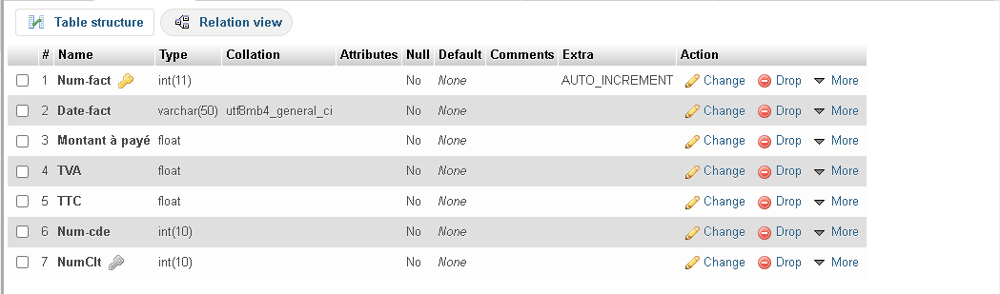 Table structure Relation view
# Name Type Collation Attributes Null Default Comments Extra Action
1 Num-fact int(11) No None AUTO_INCREMENT Change Drop More
2 Date-fact varchar(50) utf8mb4_general_ci No None Change Drop More
3 Montant à payé float No None Change Drop More
4 TVA float No None Change Drop More
5 TTC float No None Change Drop More
6 Num-cde int(10) No None Change Drop More
7 NumClt int(10) No None Change Drop More